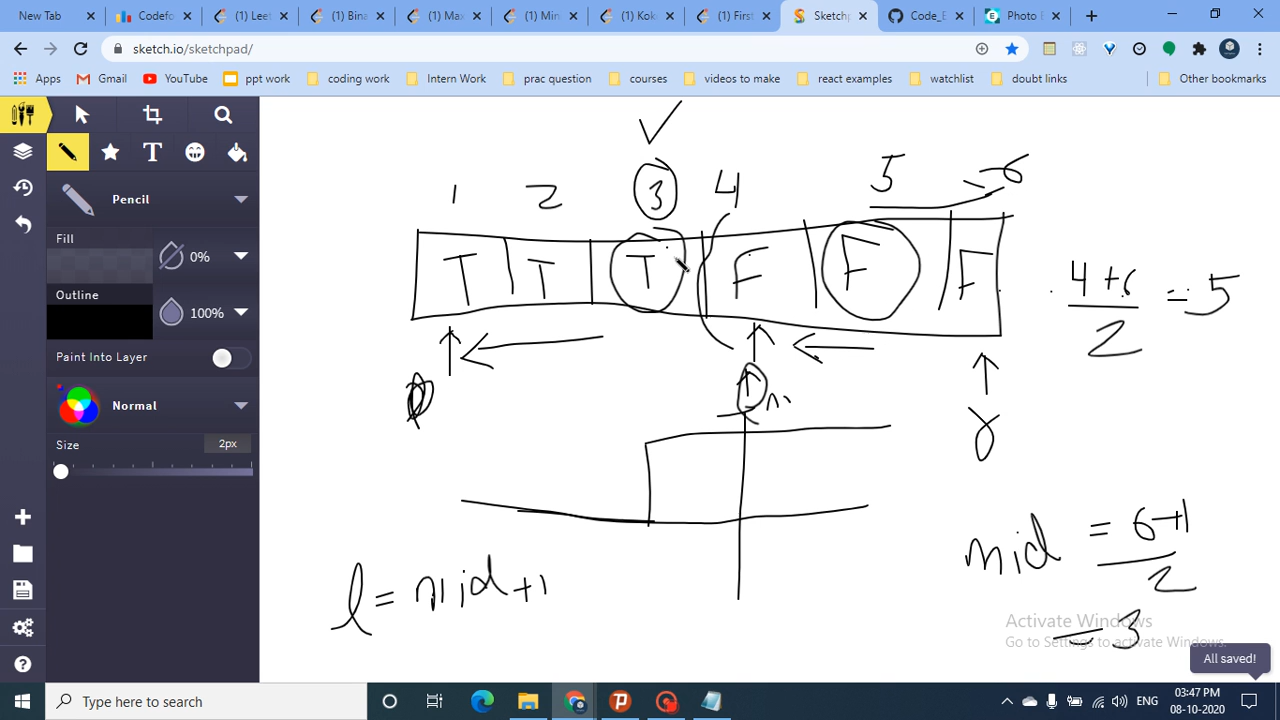 New Tab
Codefo
(1) Leet
(1) Bina
(1) Max
(1) Mini
(1) Koko
(1) First
Sketchp
Code_E
Photo E
sketch.io/sketchpad/
Apps
Gmail
YouTube
ppt work
coding work
Intern Work
prac question
courses
videos to make
react examples
watchlist
doubt links
Other bookmarks
Pencil
Fill
0%
Outline
100%
Paint Into Layer
Normal
Size
2px
1 2 3 4 5 6
T T T F F F
4+6
2
= 5
m
r
mid = 6+1
2
= 3
l = mid+1
Activate Windows
Go to Settings to activate Windows.
All saved!
Type here to search
ENG
03:47 PM
08-10-2020